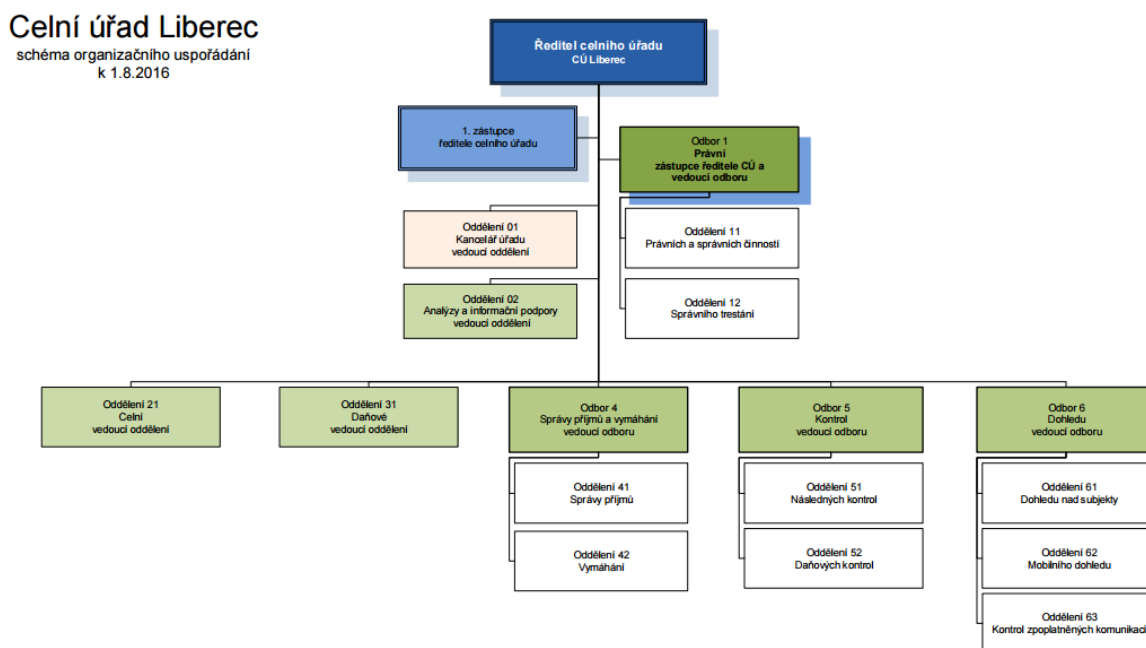 Celní úřad Liberec
schéma organizačního uspořádání
k 1.8.2016
Ředitel celního úřadu
CÚ Liberec
1. zástupce
ředitele celního úřadu
Odbor 1
Právní
zástupce ředitele CÚ a
vedoucí odboru
Oddělení 01
Kancelář úřadu
vedoucí oddělení
Oddělení 11
Právních a správních činností
Oddělení 02
Analýzy a informační podpory
vedoucí oddělení
Oddělení 12
Správního trestání
Oddělení 21
Celní
vedoucí oddělení
Oddělení 31
Daňové
vedoucí oddělení
Odbor 4
Správy příjmů a vymáhání
vedoucí odboru
Odbor 5
Kontrol
vedoucí odboru
Odbor 6
Dohledu
vedoucí odboru
Oddělení 41
Správy příjmů
Oddělení 51
Následných kontrol
Oddělení 61
Dohledu nad subjekty
Oddělení 42
Vymáhání
Oddělení 52
Daňových kontrol
Oddělení 62
Mobilního dohledu
Oddělení 63
Kontrol zpoplatněných komunikací